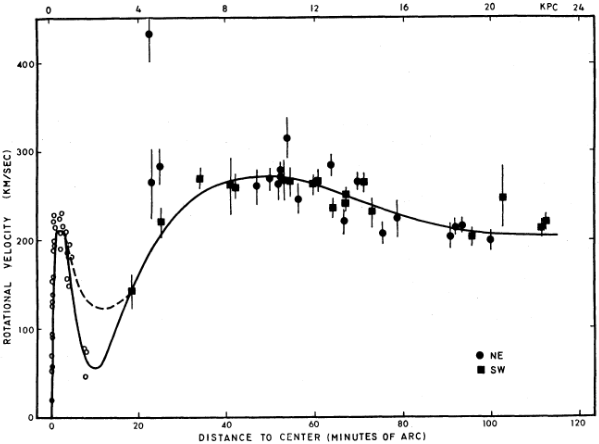 0 4 8 12 16 20 KPC 24
400
300
200
100
0
ROTATIONAL VELOCITY (KM/SEC)
NE
SW
0 20 40 60 80 100 120
DISTANCE TO CENTER (MINUTES OF ARC)